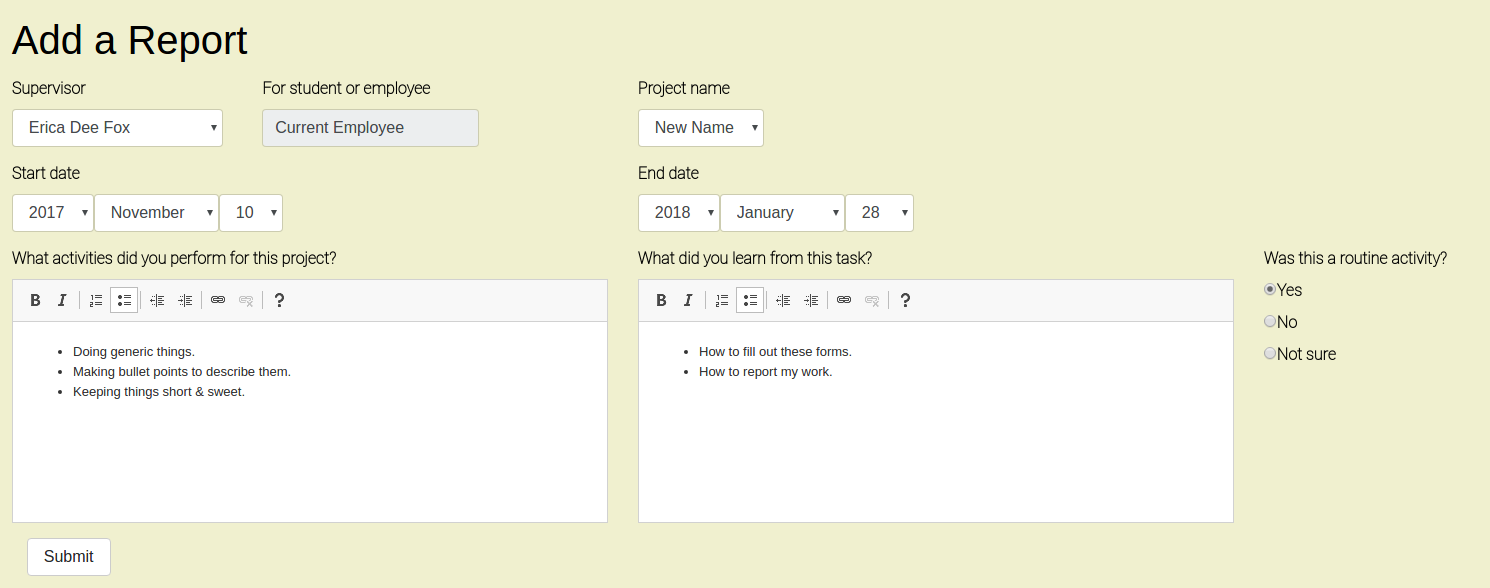 Add a Report
Supervisor For student or employee Project name
Erica Dee Fox Current Employee New Name
Start date End date
2017 November 10 2018 January 28
What activities did you perform for this project? What did you learn from this task? Was this a routine activity?
B I ? B I ?
Yes
No
Not sure
• Doing generic things.
• Making bullet points to describe them.
• Keeping things short & sweet.
• How to fill out these forms.
• How to report my work.
Submit